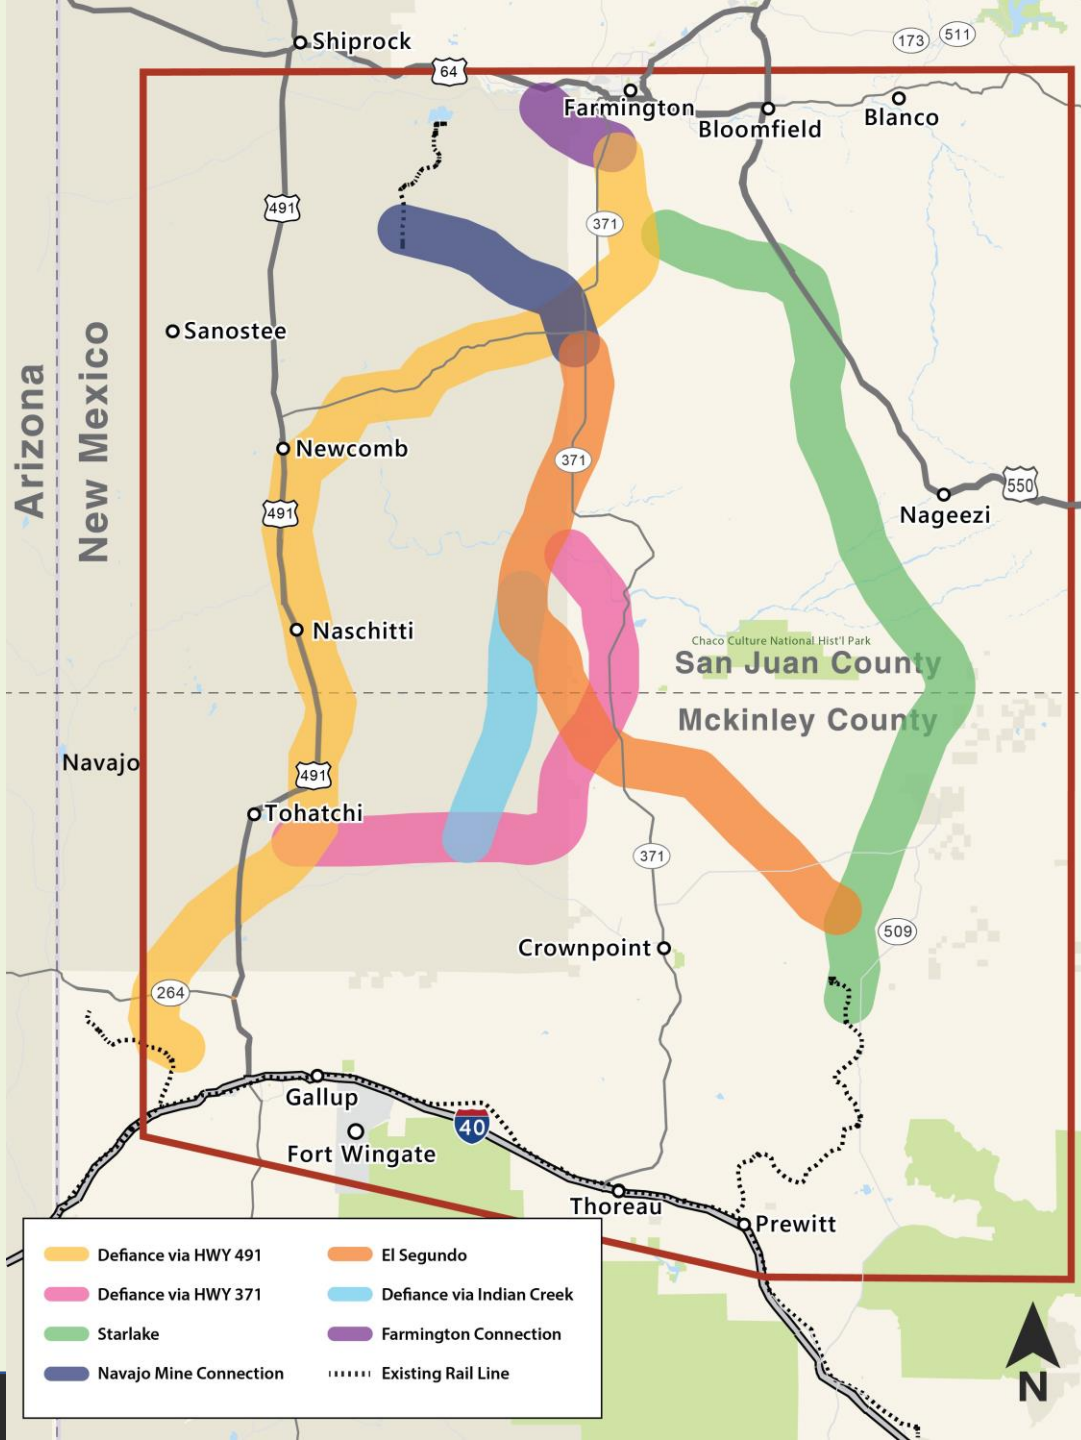 173
511
Shiprock
64
Farmington
Bloomfield
Blanco
491
371
Sanostee
Arizona
New Mexico
Newcomb
371
491
550
Nageezi
Naschitti
Chaco Culture National Hist'l Park
San Juan County
Mckinley County
Navajo
491
Tohatchi
371
509
Crownpoint
264
Gallup
40
Fort Wingate
Thoreau
Prewitt
Defiance via HWY 491
El Segundo
Defiance via HWY 371
Defiance via Indian Creek
Starlake
Farmington Connection
Navajo Mine Connection
Existing Rail Line
N